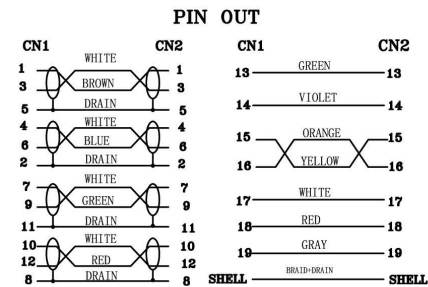 PIN OUT
CN1 CN2
WHITE
1 1
3 BROWN 3
5 DRAIN 5
4 WHITE 4
6 BLUE 6
2 DRAIN 2
7 WHITE 7
9 GREEN 9
11 DRAIN 11
10 WHITE 10
12 RED 12
8 DRAIN 8
CN1 CN2
13 GREEN 13
14 VIOLET 14
15 ORANGE 15
16 YELLOW 16
17 WHITE 17
18 RED 18
19 GRAY 19
SHELL BRAID+DRAIN SHELL